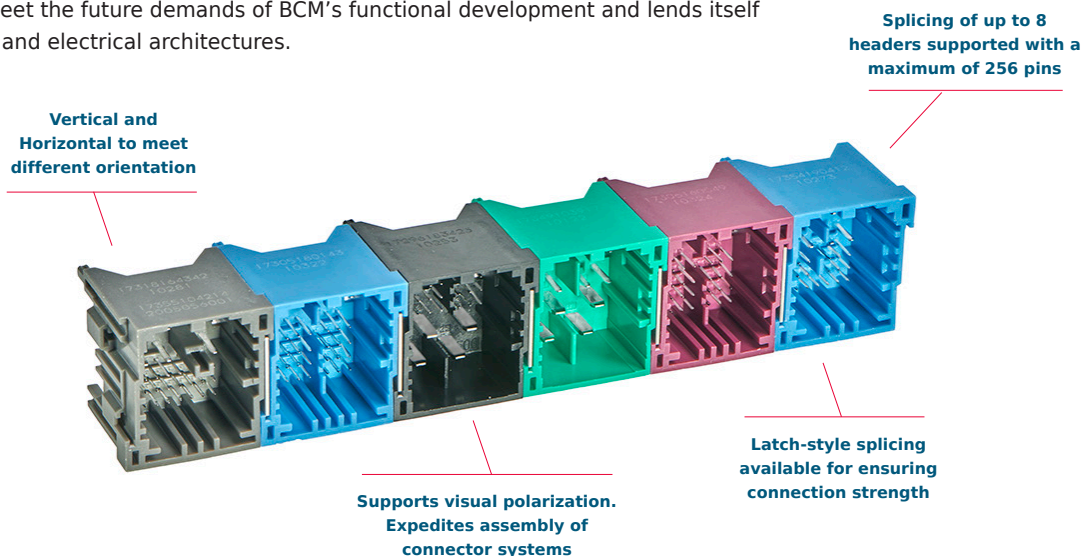 eet the future demands of BCM’s functional development and lends itself
and electrical architectures.
Splicing of up to 8
headers supported with a
maximum of 256 pins
Vertical and
Horizontal to meet
different orientation
Latch-style splicing
available for ensuring
connection strength
Supports visual polarization.
Expedites assembly of
connector systems